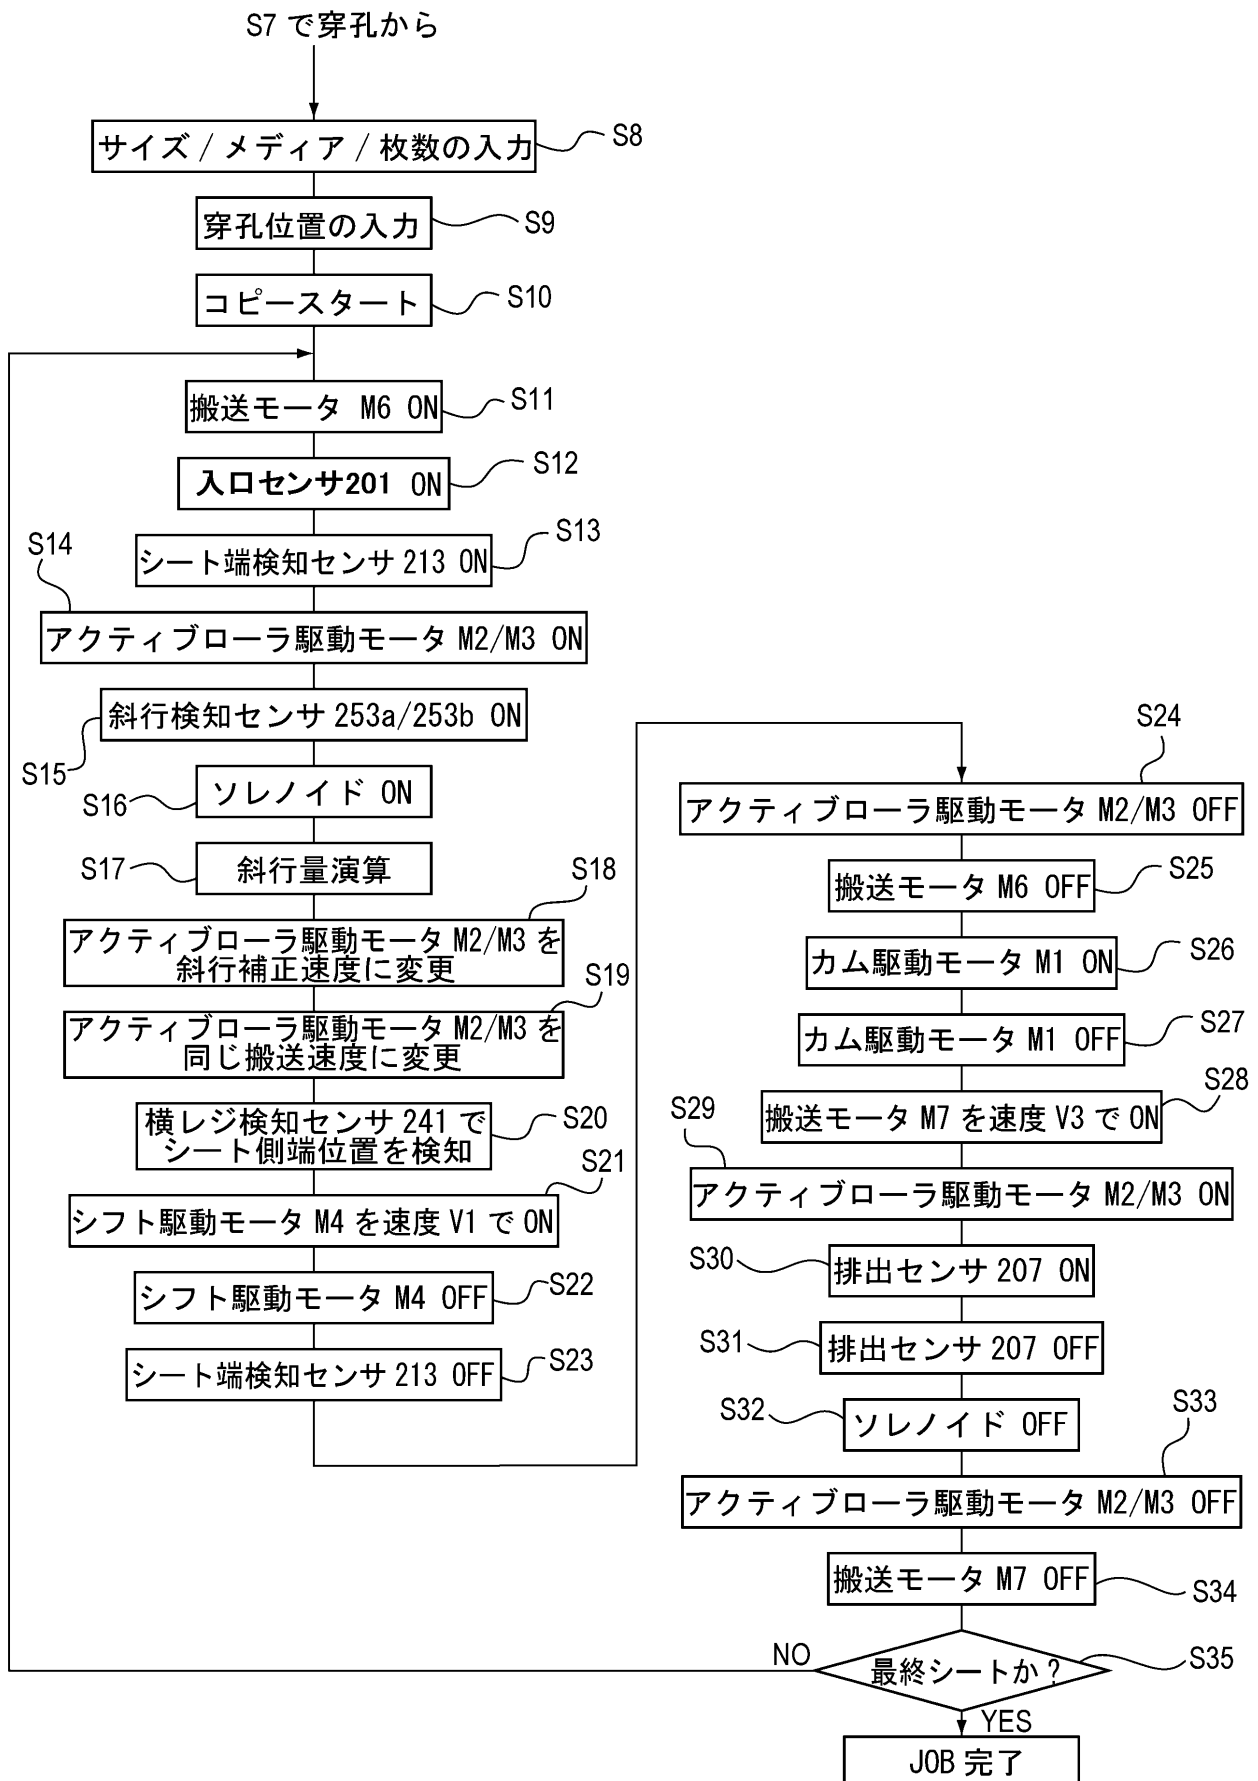 S7 で穿孔から
サイズ / メディア / 枚数の入力
S8
穿孔位置の入力
S9
コピースタート
S10
搬送モータ M6 ON
S11
入口センサ201 ON
S12
シート端検知センサ 213 ON
S13
S14
アクティブローラ駆動モータ M2/M3 ON
斜行検知センサ 253a/253b ON
S15
ソレノイド ON
S16
斜行量演算
S17
S18
アクティブローラ駆動モータ M2/M3 を
斜行補正速度に変更
S19
アクティブローラ駆動モータ M2/M3 を
同じ搬送速度に変更
横レジ検知センサ 241 で
シート側端位置を検知
S20
S21
シフト駆動モータ M4 を速度 V1 で ON
シフト駆動モータ M4 OFF
S22
シート端検知センサ 213 OFF
S23
S24
アクティブローラ駆動モータ M2/M3 OFF
搬送モータ M6 OFF
S25
カム駆動モータ M1 ON
S26
カム駆動モータ M1 OFF
S27
搬送モータ M7 を速度 V3 で ON
S28
S29
アクティブローラ駆動モータ M2/M3 ON
S30
排出センサ 207 ON
S31
排出センサ 207 OFF
S32
ソレノイド OFF
S33
アクティブローラ駆動モータ M2/M3 OFF
搬送モータ M7 OFF
S34
NO
最終シートか?
S35
YES
JOB 完了